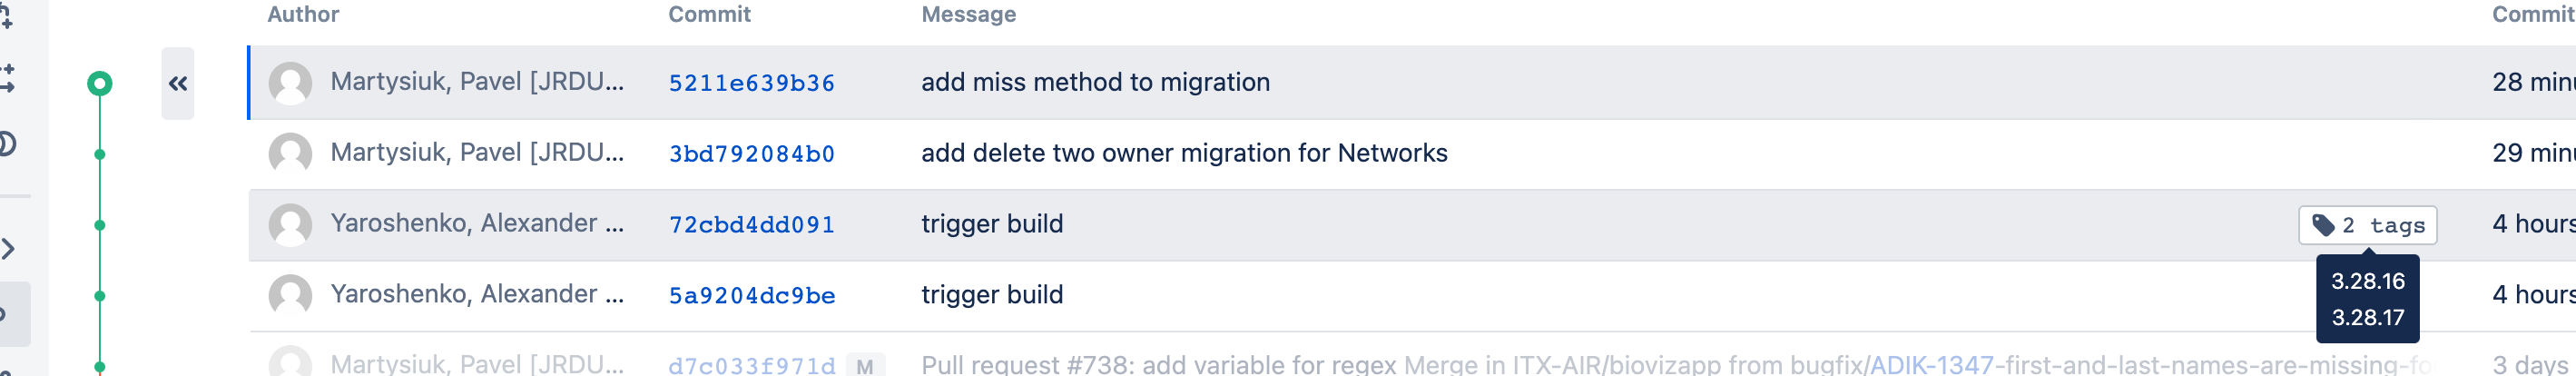 Author Commit Message Commit
Martysiuk, Pavel [JRDU... 5211e639b36 add miss method to migration 28 min
Martysiuk, Pavel [JRDU... 3bd792084b0 add delete two owner migration for Networks 29 min
Yaroshenko, Alexander ... 72cbd4dd091 trigger build 2 tags 4 hours
3.28.16
Yaroshenko, Alexander ... 5a9204dc9be trigger build 4 hours
3.28.17
Martysiuk, Pavel [JRDU... d7c033f971d M Pull request #738: add variable for regex Merge in ITX-AIR/biovizapp from bugfix/ADIK-1347-first-and-last-names-are-missing-fo 3 days